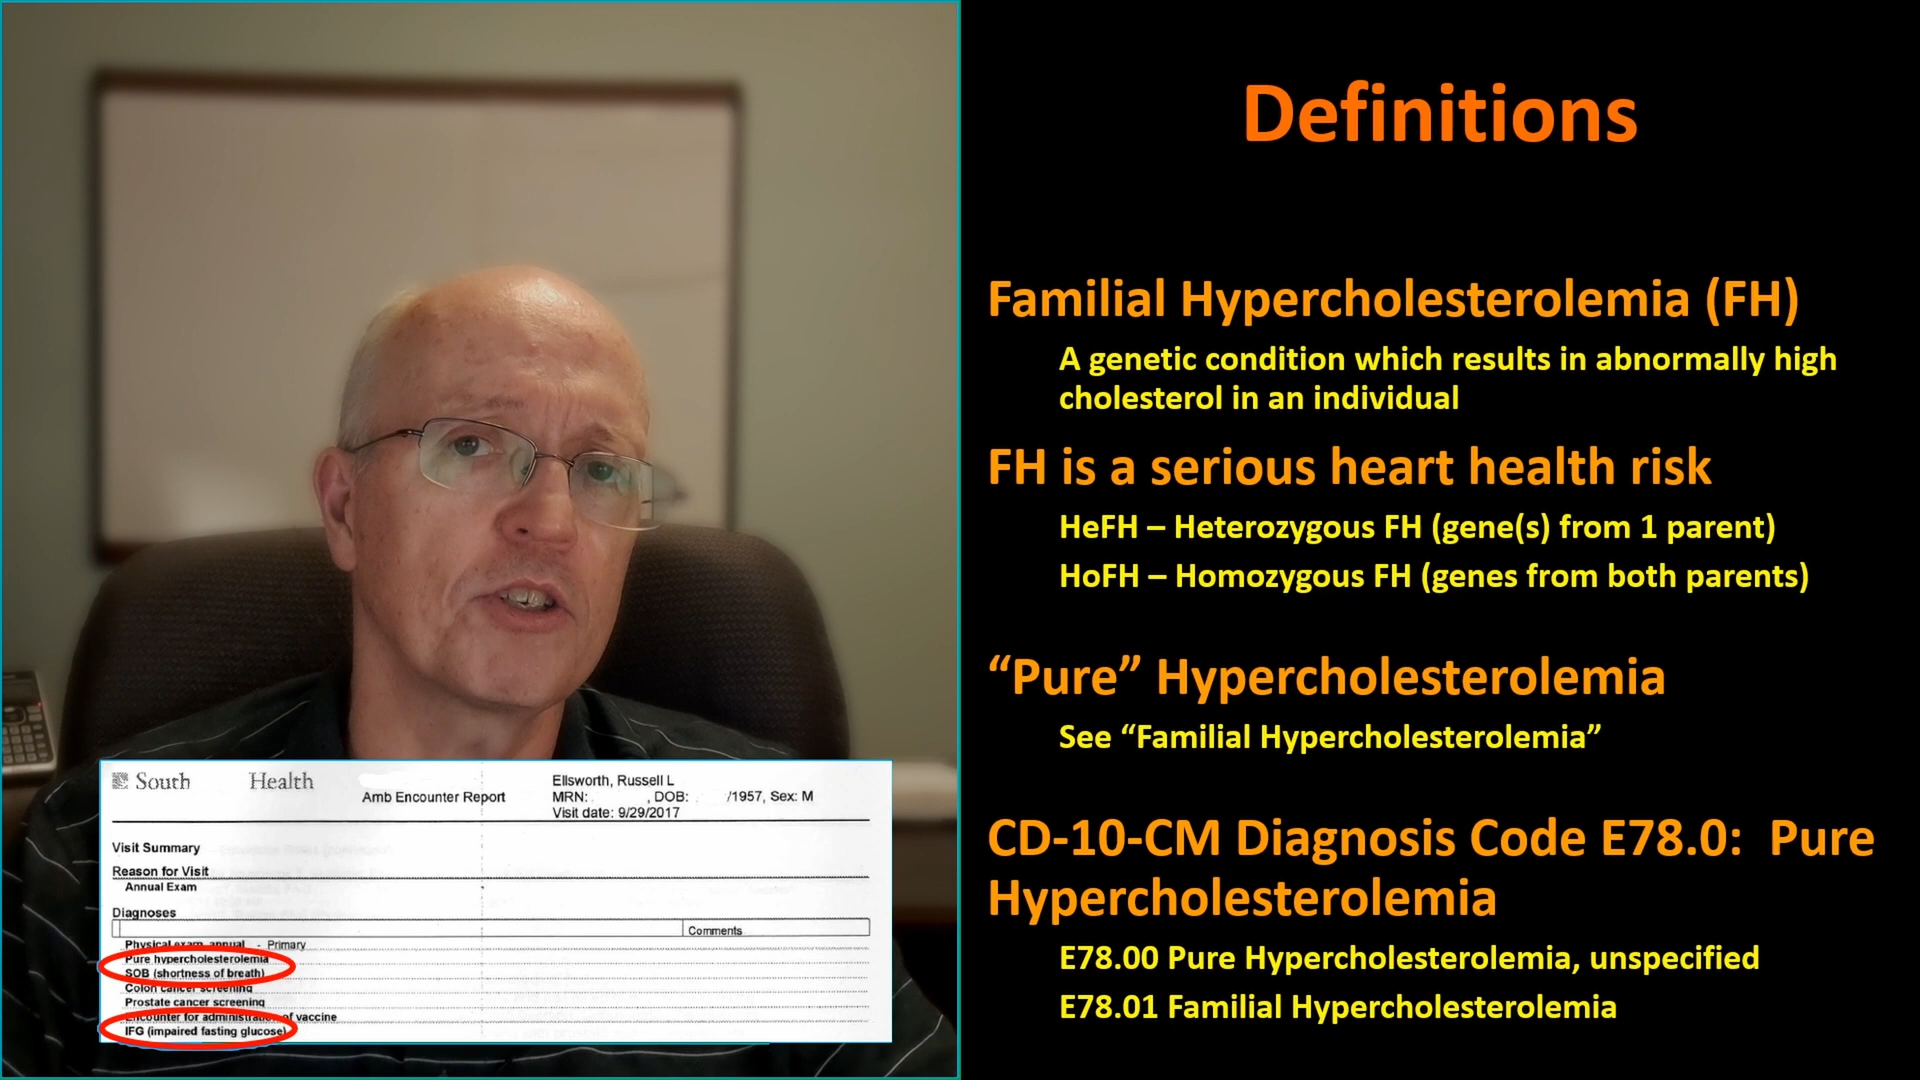 Definitions
Familial Hypercholesterolemia (FH)
A genetic condition which results in abnormally high
cholesterol in an individual
FH is a serious heart health risk
HeFH – Heterozygous FH (gene(s) from 1 parent)
HoFH – Homozygous FH (genes from both parents)
“Pure” Hypercholesterolemia
See “Familial Hypercholesterolemia”
CD-10-CM Diagnosis Code E78.0: Pure
Hypercholesterolemia
E78.00 Pure Hypercholesterolemia, unspecified
E78.01 Familial Hypercholesterolemia
South Health
Amb Encounter Report
Ellsworth, Russell L
MRN: , DOB: /1957, Sex: M
Visit date: 9/29/2017
Visit Summary
Reason for Visit
Annual Exam
Diagnoses
Comments
Physical exam, annual - Primary
Pure hypercholesterolemia
SOB (shortness of breath)
Colon cancer screening
Prostate cancer screening
Encounter for administration of vaccine
IFG (impaired fasting glucose)